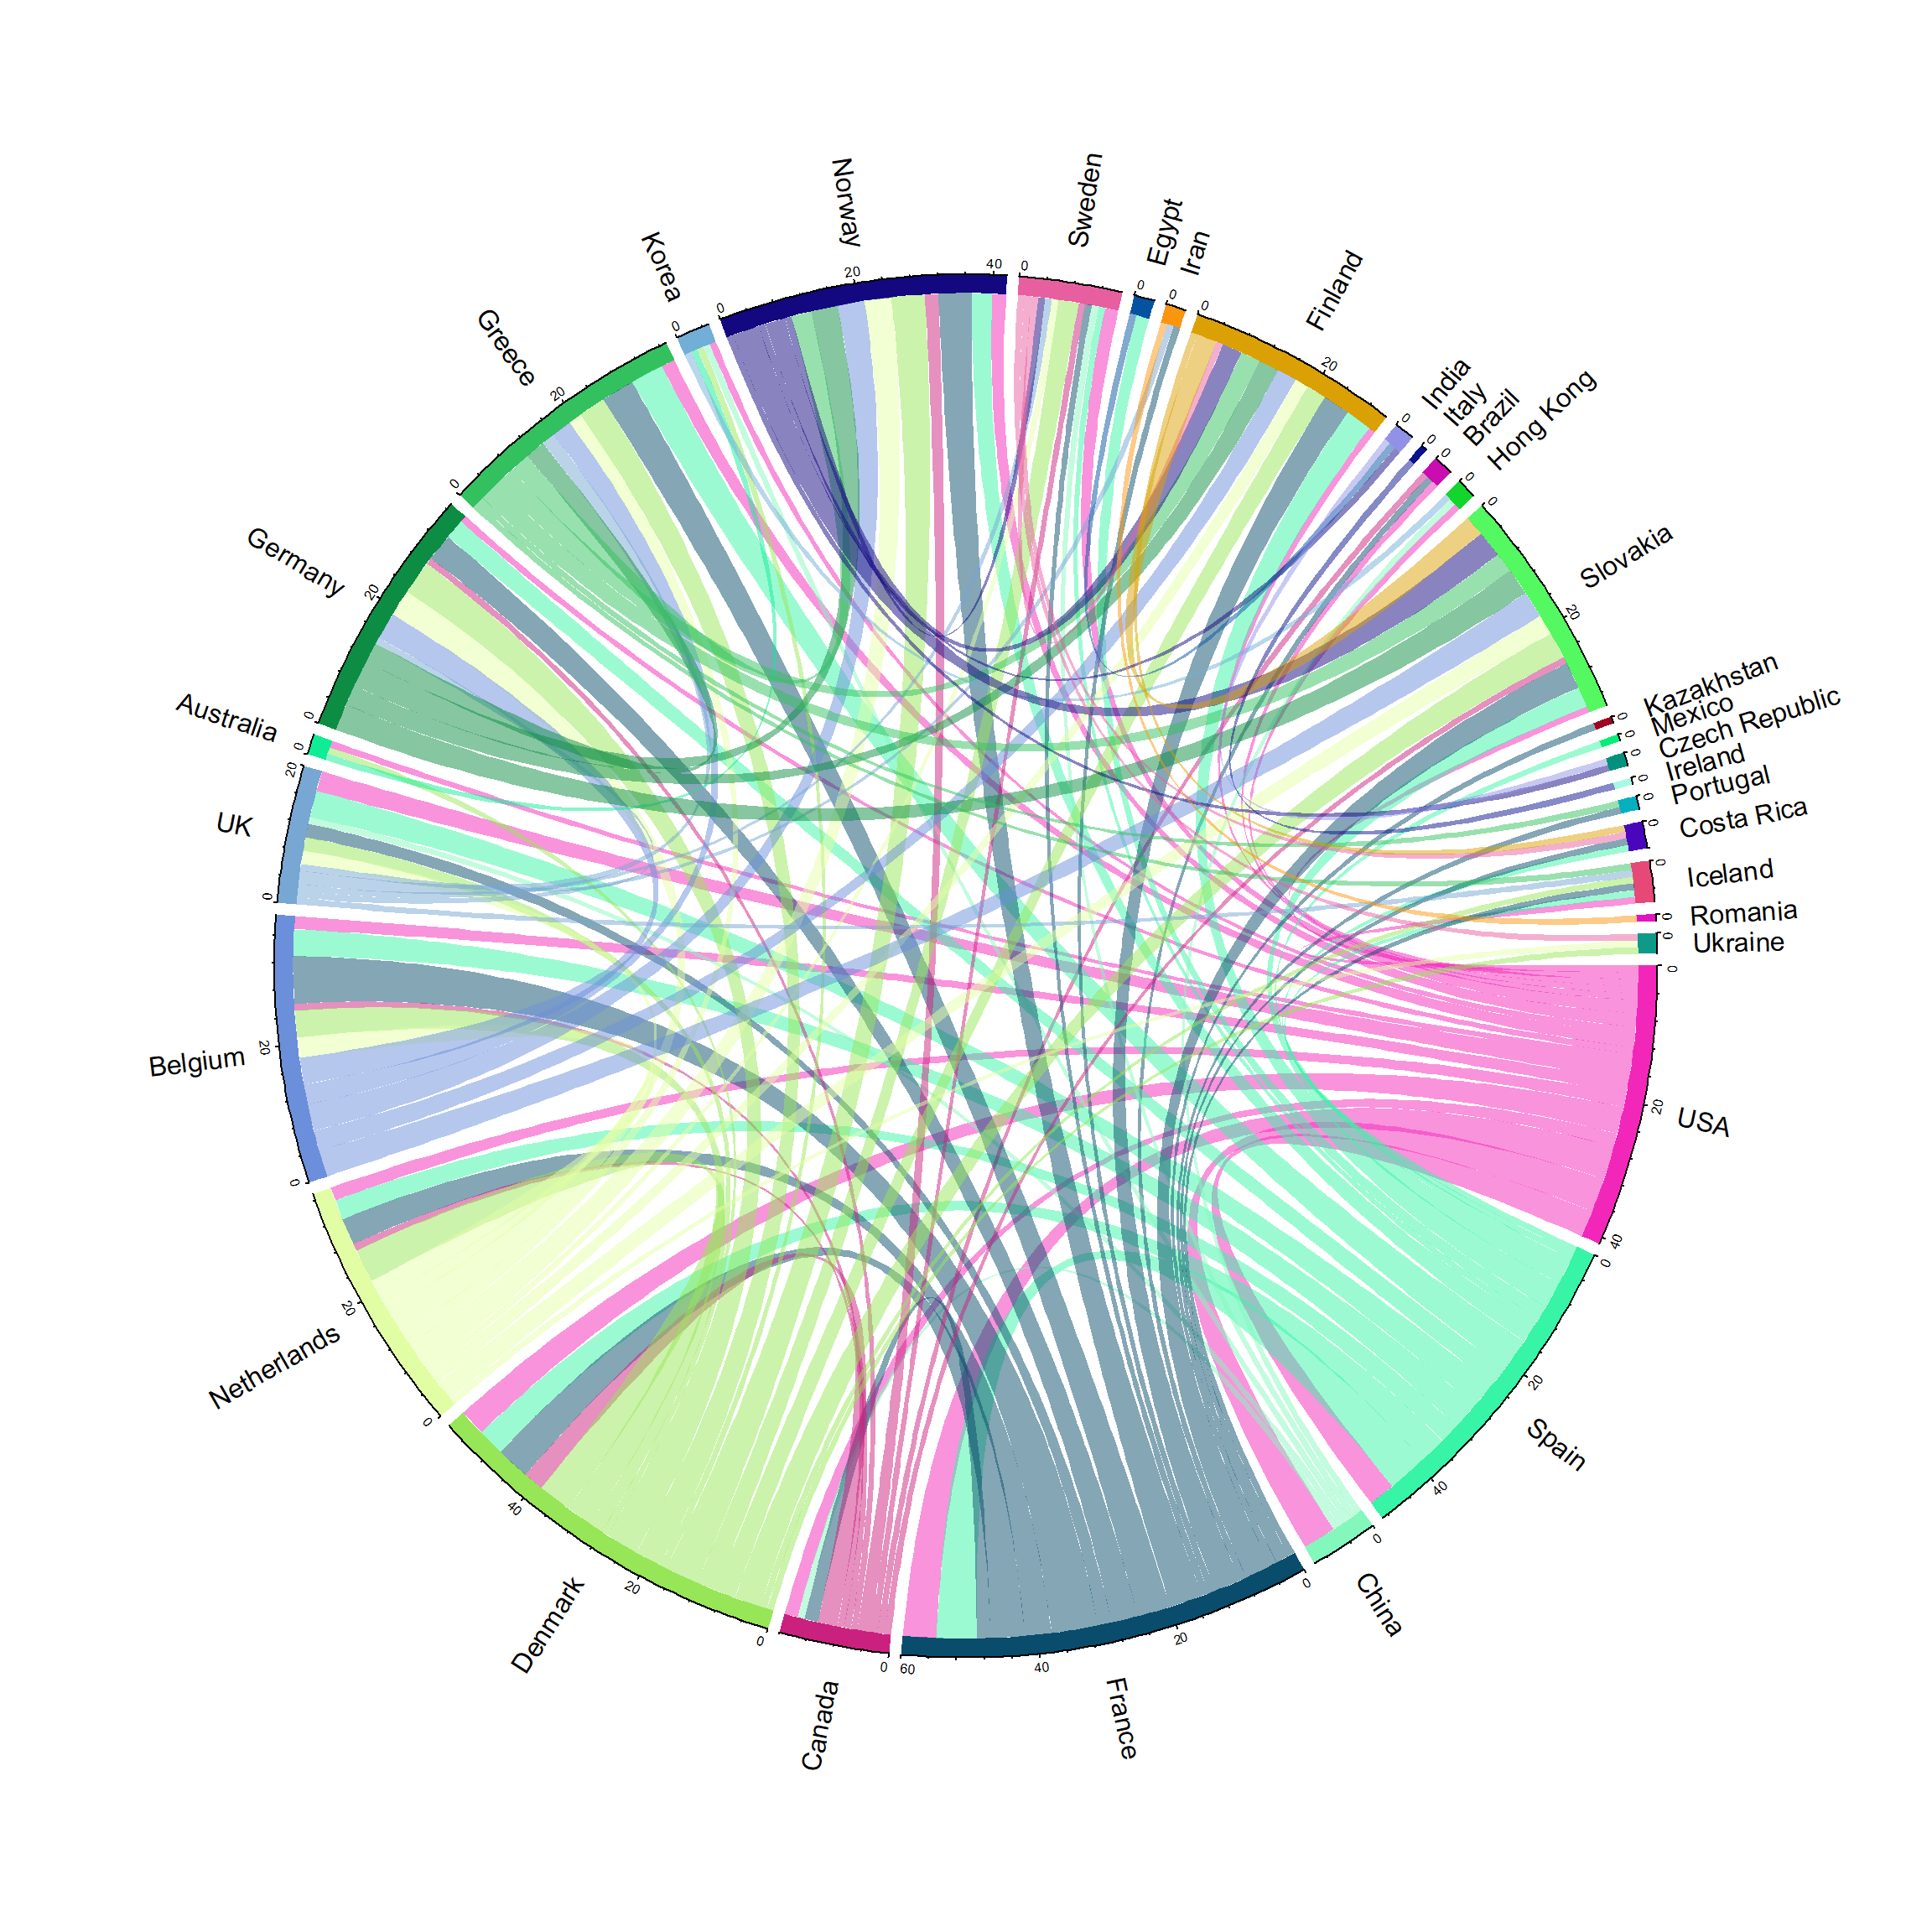 Norway
Sweden
Egypt
Iran
Finland
India
Italy
Brazil
Hong Kong
Slovakia
Kazakhstan
Mexico
Czech Republic
Ireland
Portugal
Costa Rica
Iceland
Romania
Ukraine
USA
Spain
China
France
Canada
Denmark
Netherlands
Belgium
UK
Australia
Germany
Greece
Korea
0
20
40
0
0
0
0
20
0
0
0
0
0
20
0
0
0
0
0
0
0
0
0
0
20
40
0
20
40
0
0
20
40
60
0
0
20
40
0
20
0
20
0
20
0
0
20
0
20
0